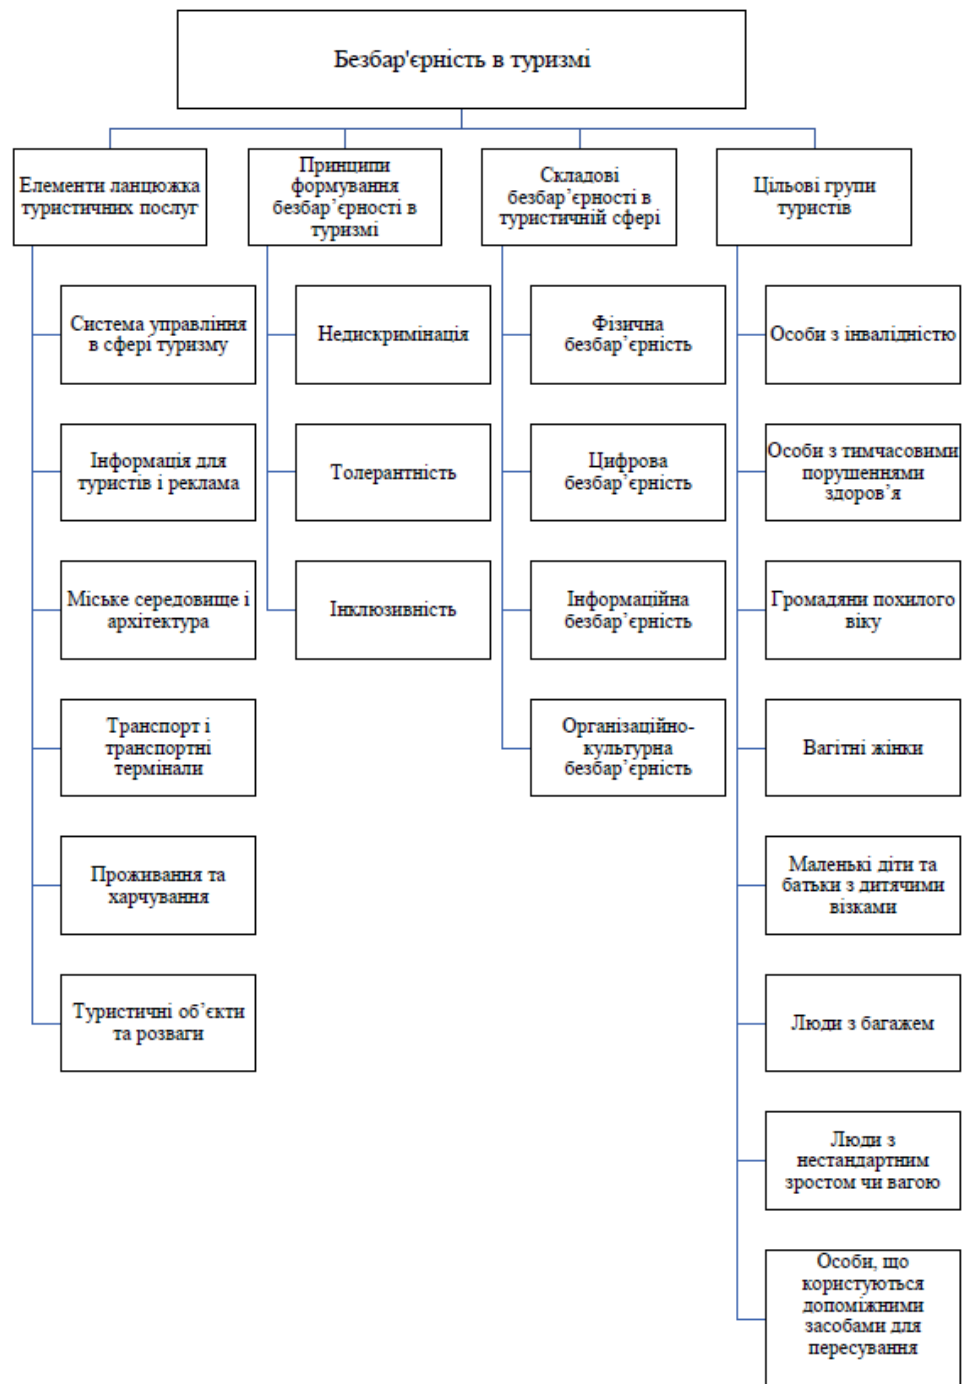 Безбар'єрність в туризмі
Елементи ланцюжка
туристичних послуг
Принципи
формування
безбар’єрності в
туризмі
Складові
безбар’єрності в
туристичній сфері
Цільові групи
туристів
Система управління
в сфері туризму
Інформація для
туристів і реклама
Міське середовище і
архітектура
Транспорт і
транспортні
термінали
Проживання та
харчування
Туристичні об’єкти
та розваги
Недискримінація
Толерантність
Інклюзивність
Фізична
безбар’єрність
Цифрова
безбар’єрність
Інформаційна
безбар’єрність
Організаційно-
культурна
безбар’єрність
Особи з інвалідністю
Особи з тимчасовими
порушеннями
здоров’я
Громадяни похилого
віку
Вагітні жінки
Маленькі діти та
батьки з дитячими
візками
Люди з багажем
Люди з
нестандартним
зростом чи вагою
Особи, що
користуються
допоміжними
засобами для
пересування